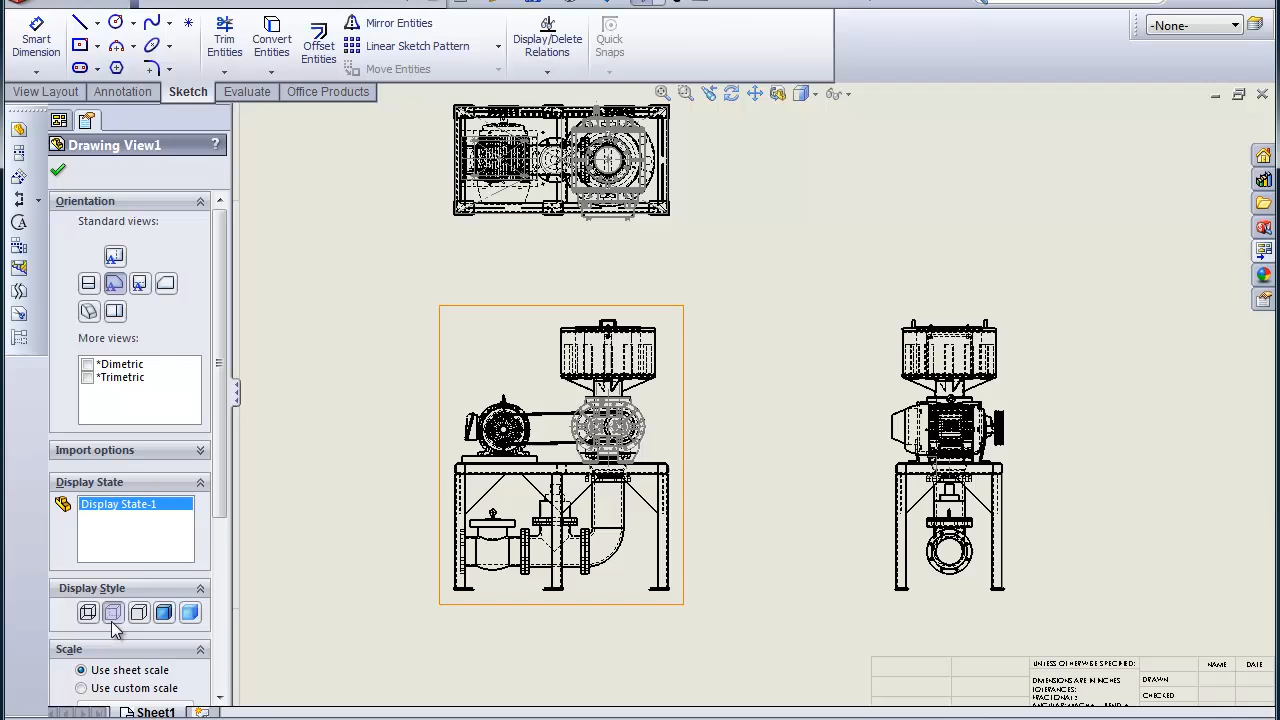 Smart
Dimension
Trim
Entities
Convert
Entities
Offset
Entities
Mirror Entities
Linear Sketch Pattern
Move Entities
Display/Delete
Relations
Quick
Snaps
-None-
View Layout
Annotation
Sketch
Evaluate
Office Products
Drawing View1
?
Orientation
Standard views:
More views:
*Dimetric
*Trimetric
Import options
Display State
Display State-1
Display Style
Scale
Use sheet scale
Use custom scale
Sheet1
UNLESS OTHERWISE SPECIFIED:
NAME
DATE
DIMENSIONS ARE IN INCHES
TOLERANCES:
FRACTIONAL
DRAWN
CHECKED